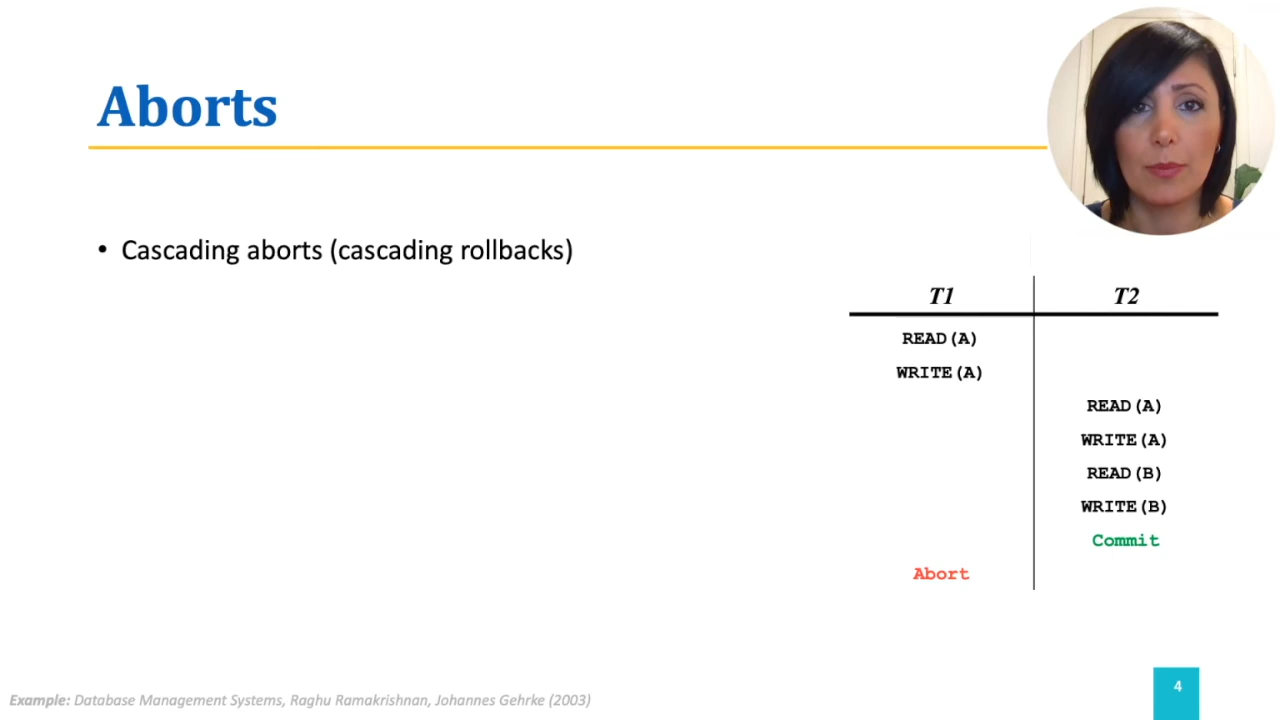 Aborts
• Cascading aborts (cascading rollbacks)
T1 T2
READ(A)
WRITE(A)
READ(A)
WRITE(A)
READ(B)
WRITE(B)
Commit
Abort
Example: Database Management Systems, Raghu Ramakrishnan, Johannes Gehrke (2003)
4